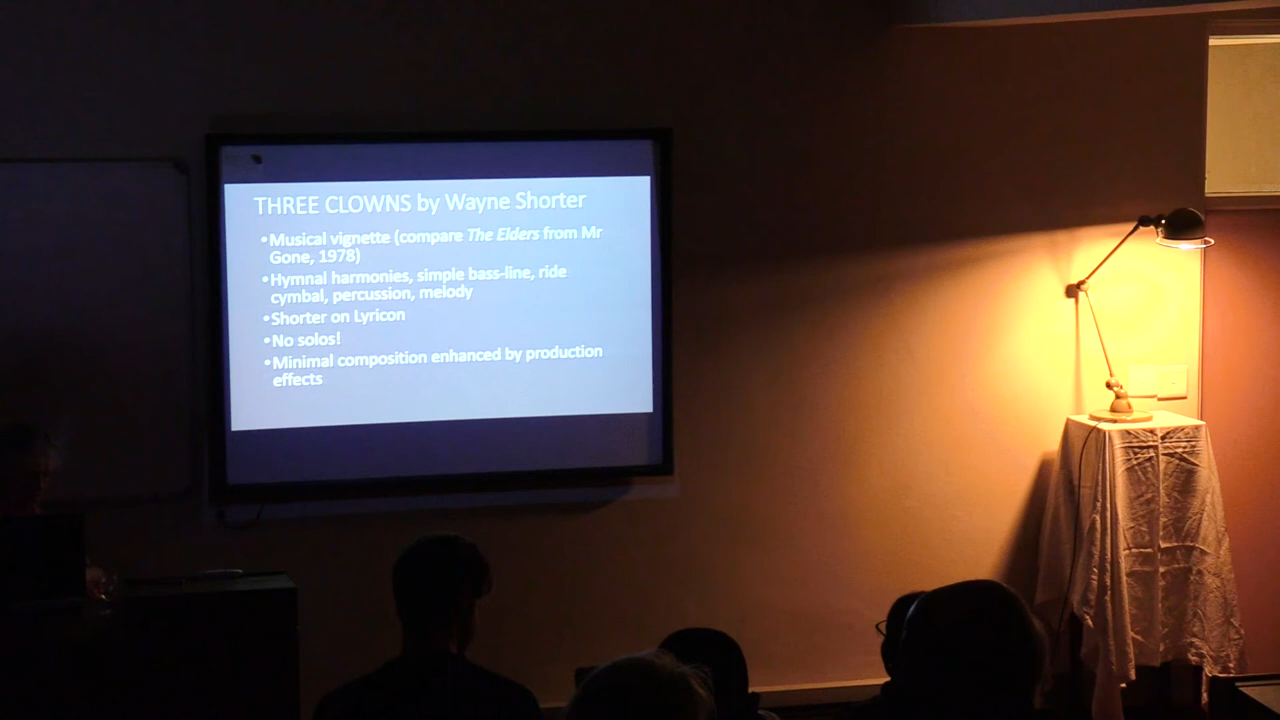 THREE CLOWNS by Wayne Shorter
•Musical vignette (compare The Elders from Mr
Gone, 1978)
•Hymnal harmonies, simple bass-line, ride
cymbal, percussion, melody
•Shorter on Lyricon
•No solos!
•Minimal composition enhanced by production
effects